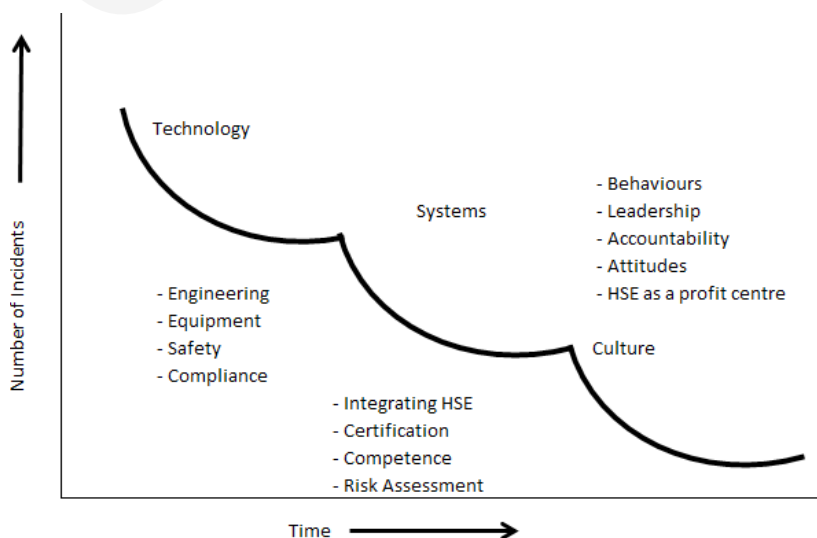 Technology
- Behaviours
Systems
- Leadership
- Accountability
- Attitudes
- HSE as a profit centre
Number of Incidents
- Engineering
- Equipment
- Safety
- Compliance
Culture
- Integrating HSE
- Certification
- Competence
- Risk Assessment
Time